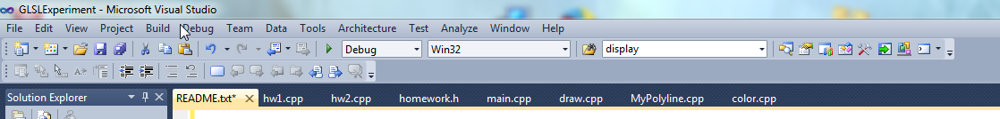 GLSLExperiment - Microsoft Visual Studio
File Edit View Project Build Debug Team Data Tools Architecture Test Analyze Window Help
Debug Win32 display
Solution Explorer README.txt* hw1.cpp hw2.cpp homework.h main.cpp draw.cpp MyPolyline.cpp color.cpp